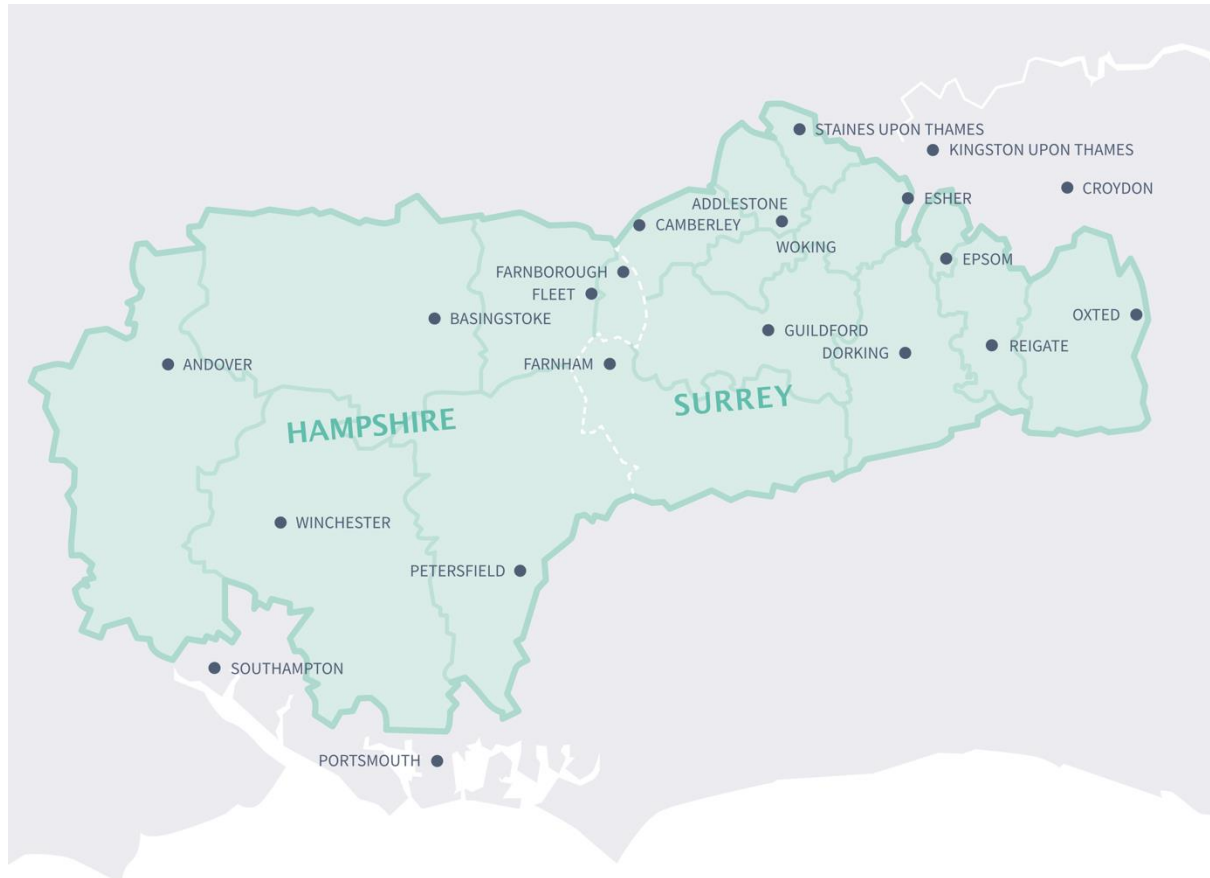 STAINES UPON THAMES
KINGSTON UPON THAMES
CROYDON
ESHER
ADDLESTONE
CAMBERLEY
WOKING
EPSOM
FARNBOROUGH
FLEET
OXTED
BASINGSTOKE
GUILDFORD
REIGATE
DORKING
ANDOVER
FARNHAM
SURREY
HAMPSHIRE
WINCHESTER
PETERSFIELD
SOUTHAMPTON
PORTSMOUTH